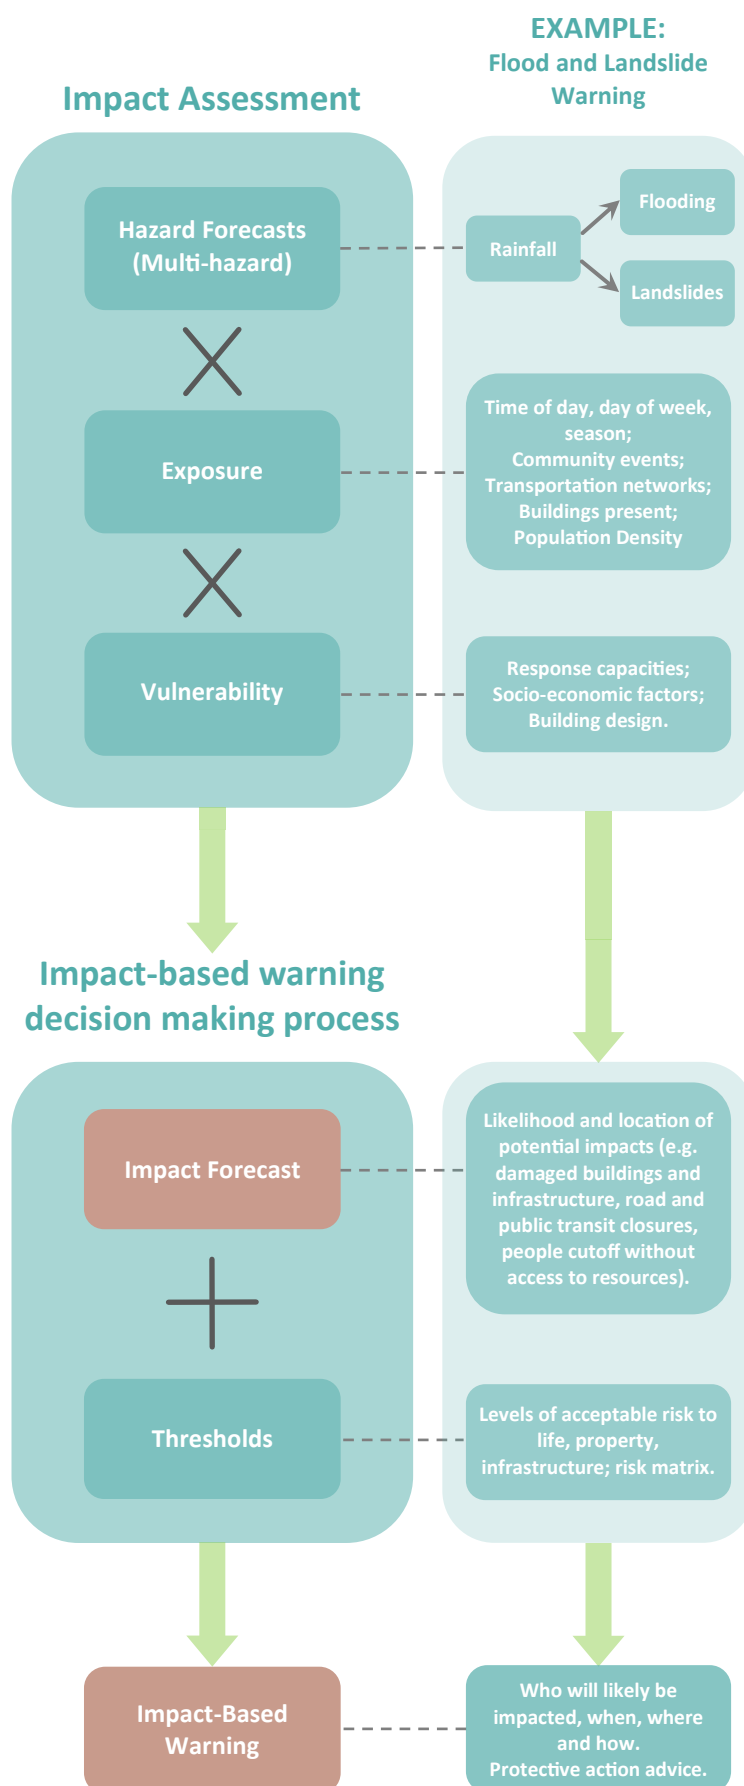 EXAMPLE:
Flood and Landslide
Warning
Impact Assessment
Hazard Forecasts
(Multi-hazard)
Rainfall
Flooding
Landslides
Exposure
Time of day, day of week,
season;
Community events;
Transportation networks;
Buildings present;
Population Density
Vulnerability
Response capacities;
Socio-economic factors;
Building design.
Impact-based warning
decision making process
Impact Forecast
Likelihood and location of
potential impacts (e.g.
damaged buildings and
infrastructure, road and
public transit closures,
people cutoff without
access to resources).
Thresholds
Levels of acceptable risk to
life, property,
infrastructure; risk matrix.
Impact-Based
Warning
Who will likely be
impacted, when, where
and how.
Protective action advice.